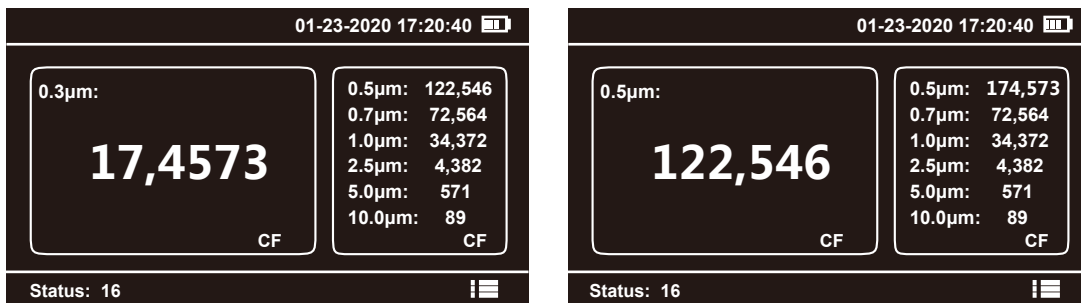 01-23-2020 17:20:40
0.3µm:
17,4573
CF
0.5µm: 122,546
0.7µm: 72,564
1.0µm: 34,372
2.5µm: 4,382
5.0µm: 571
10.0µm: 89
CF
Status: 16
01-23-2020 17:20:40
0.5µm:
122,546
CF
0.5µm: 174,573
0.7µm: 72,564
1.0µm: 34,372
2.5µm: 4,382
5.0µm: 571
10.0µm: 89
CF
Status: 16